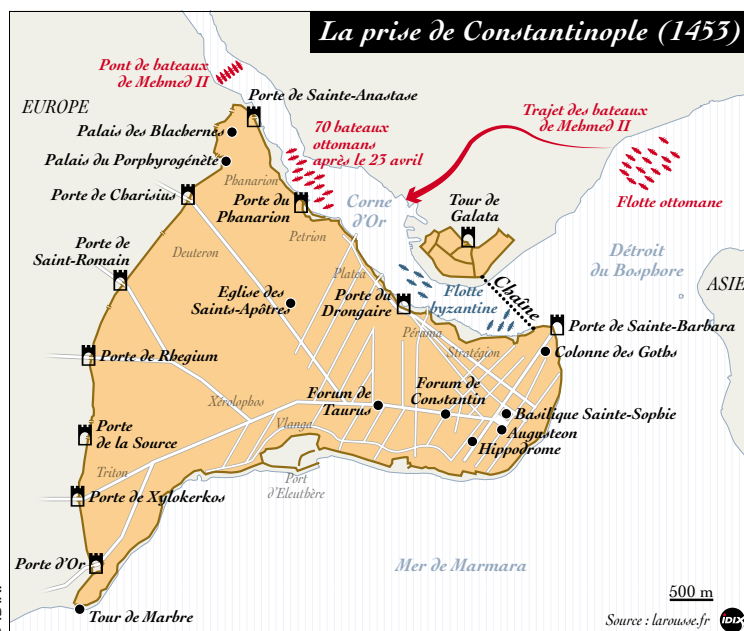 La prise de Constantinople (1453)
Pont de bateaux
de Mehmed II
EUROPE
Porte de Sainte-Anastase
Trajet des bateaux
de Mehmed II
Palais des Blachernes
70 bateaux
ottomans
après le 23 avril
Palais du Porphyrogénète
Phanarion
Porte de Charisius
Porte du
Phanarion
Corne
d'Or
Tour de
Galata
Flotte ottomane
Petrion
Porte de
Saint-Romain
Deuteron
Détroit
du Bosphore
Platea
ASIE
Eglise des
Saints-Apôtres
Porte du
Drongaire
Flotte
byzantine
Chaîne
Pérama
Porte de Sainte-Barbara
Stratégion
Colonne des Goths
Porte de Rhegium
Xérolophos
Forum de
Taurus
Forum de
Constantin
Basilique Sainte-Sophie
Augusteon
Hippodrome
Vlanga
Porte
de la Source
Triton
Port
d'Eleuthère
Porte de Xylokerkos
Porte d'Or
Mer de Marmara
500 m
Tour de Marbre
Source : larousse.fr
iDIX